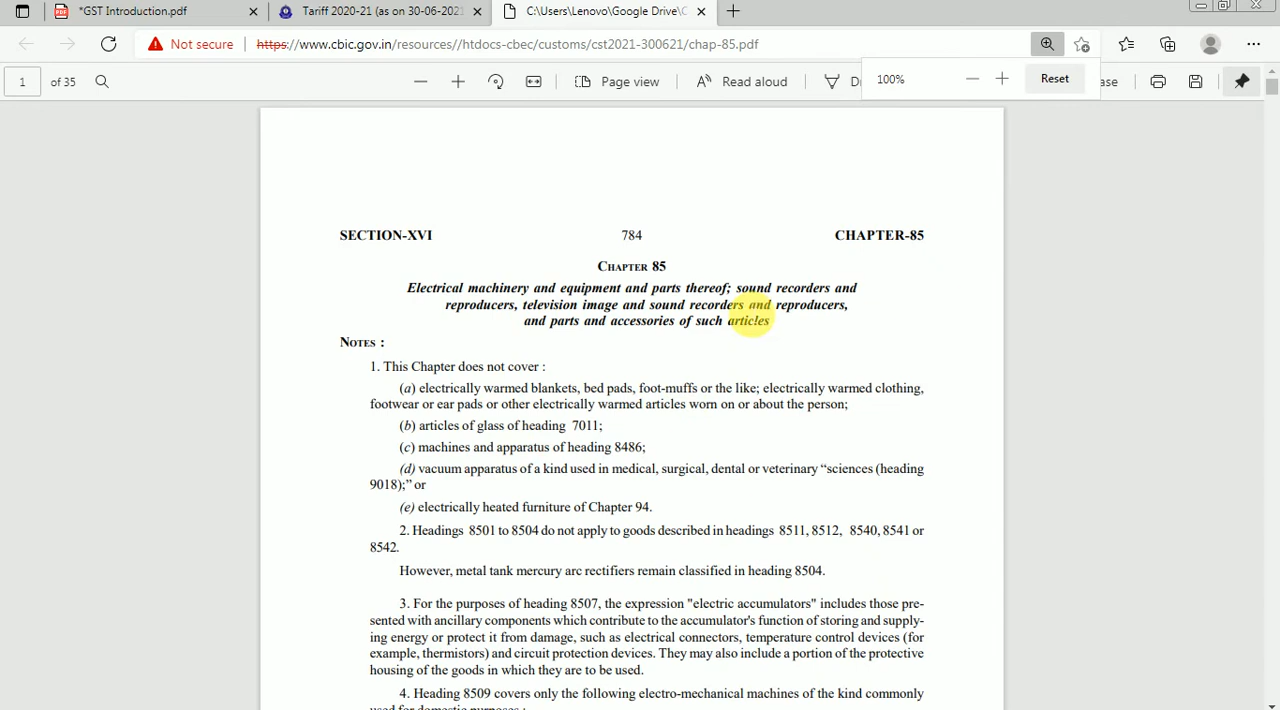 *GST Introduction.pdf
Tariff 2020-21 (as on 30-06-2021
C:\Users\Lenovo\Google Drive\C
Not secure
https://www.cbic.gov.in/resources//htdocs-cbec/customs/cst2021-300621/chap-85.pdf
1 of 35
Page view
Read aloud
100%
Reset
SECTION-XVI 784 CHAPTER-85
CHAPTER 85
Electrical machinery and equipment and parts thereof; sound recorders and
reproducers, television image and sound recorders and reproducers,
and parts and accessories of such articles
NOTES :
1. This Chapter does not cover :
(a) electrically warmed blankets, bed pads, foot-muffs or the like; electrically warmed clothing,
footwear or ear pads or other electrically warmed articles worn on or about the person;
(b) articles of glass of heading 7011;
(c) machines and apparatus of heading 8486;
(d) vacuum apparatus of a kind used in medical, surgical, dental or veterinary “sciences (heading
9018);” or
(e) electrically heated furniture of Chapter 94.
2. Headings 8501 to 8504 do not apply to goods described in headings 8511, 8512, 8540, 8541 or
8542.
However, metal tank mercury arc rectifiers remain classified in heading 8504.
3. For the purposes of heading 8507, the expression "electric accumulators" includes those pre-
sented with ancillary components which contribute to the accumulator's function of storing and supply-
ing energy or protect it from damage, such as electrical connectors, temperature control devices (for
example, thermistors) and circuit protection devices. They may also include a portion of the protective
housing of the goods in which they are to be used.
4. Heading 8509 covers only the following electro-mechanical machines of the kind commonly
used for domestic purposes :